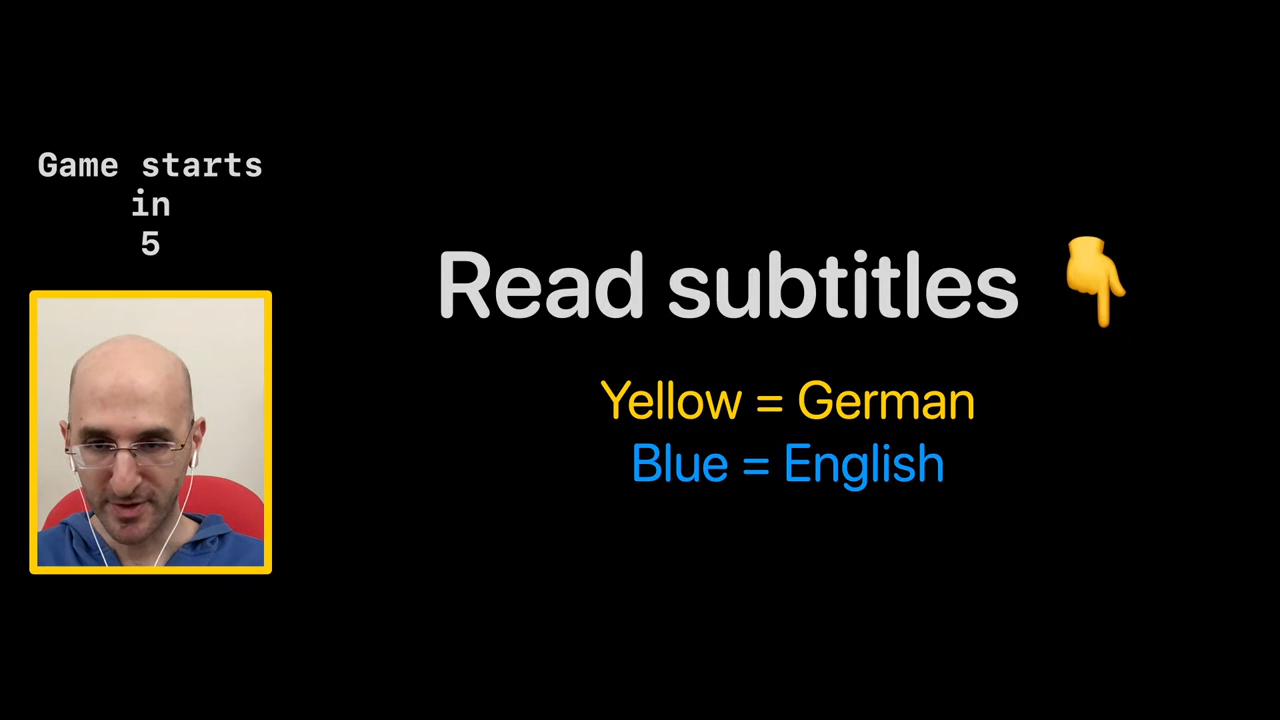 Game starts
in
5
Read subtitles 👇
Yellow = German
Blue = English